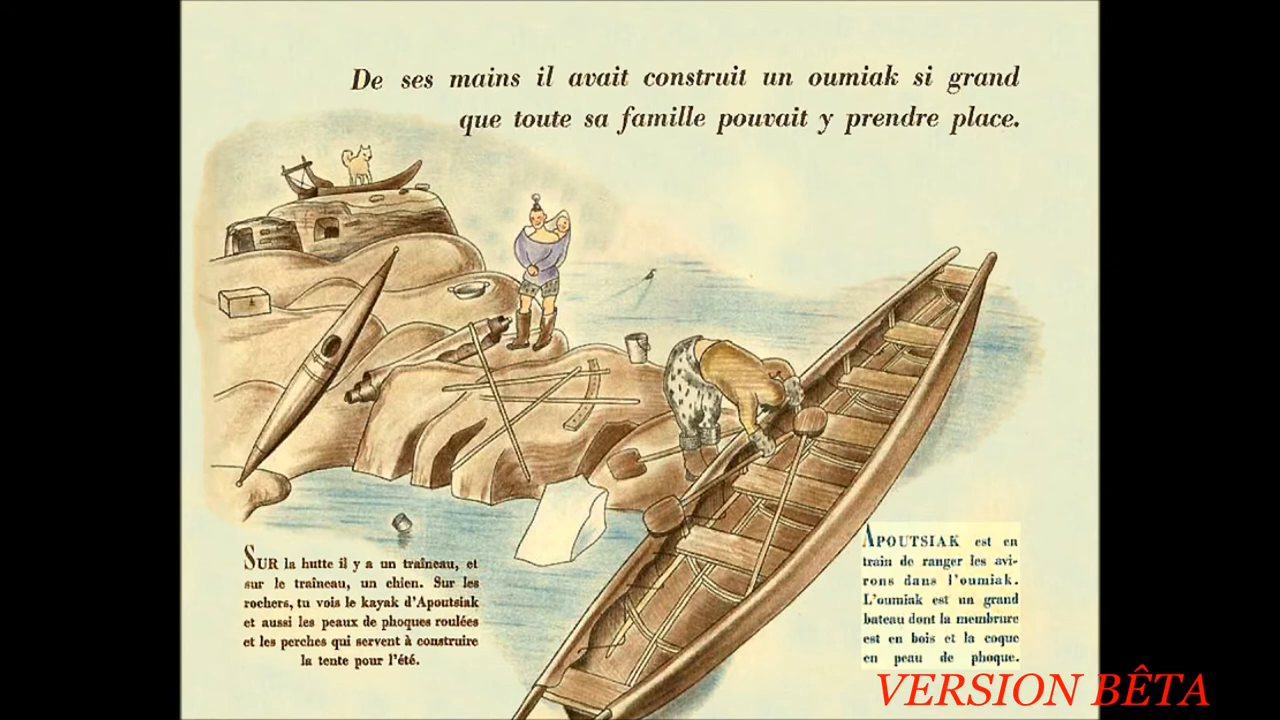 De ses mains il avait construit un oumiak si grand
que toute sa famille pouvait y prendre place.
SUR la hutte il y a un traîneau, et
sur le traîneau, un chien. Sur les
rochers, tu vois le kayak d'Apoutsiak
et aussi les peaux de phoques roulées
et les perches qui servent à construire
la tente pour l'été.
APOUTSIAK est en
train de ranger les avi-
rons dans l'oumiak.
L'oumiak est un grand
bateau dont la membrure
est en bois et la coque
en peau de phoque.
VERSION BÊTA